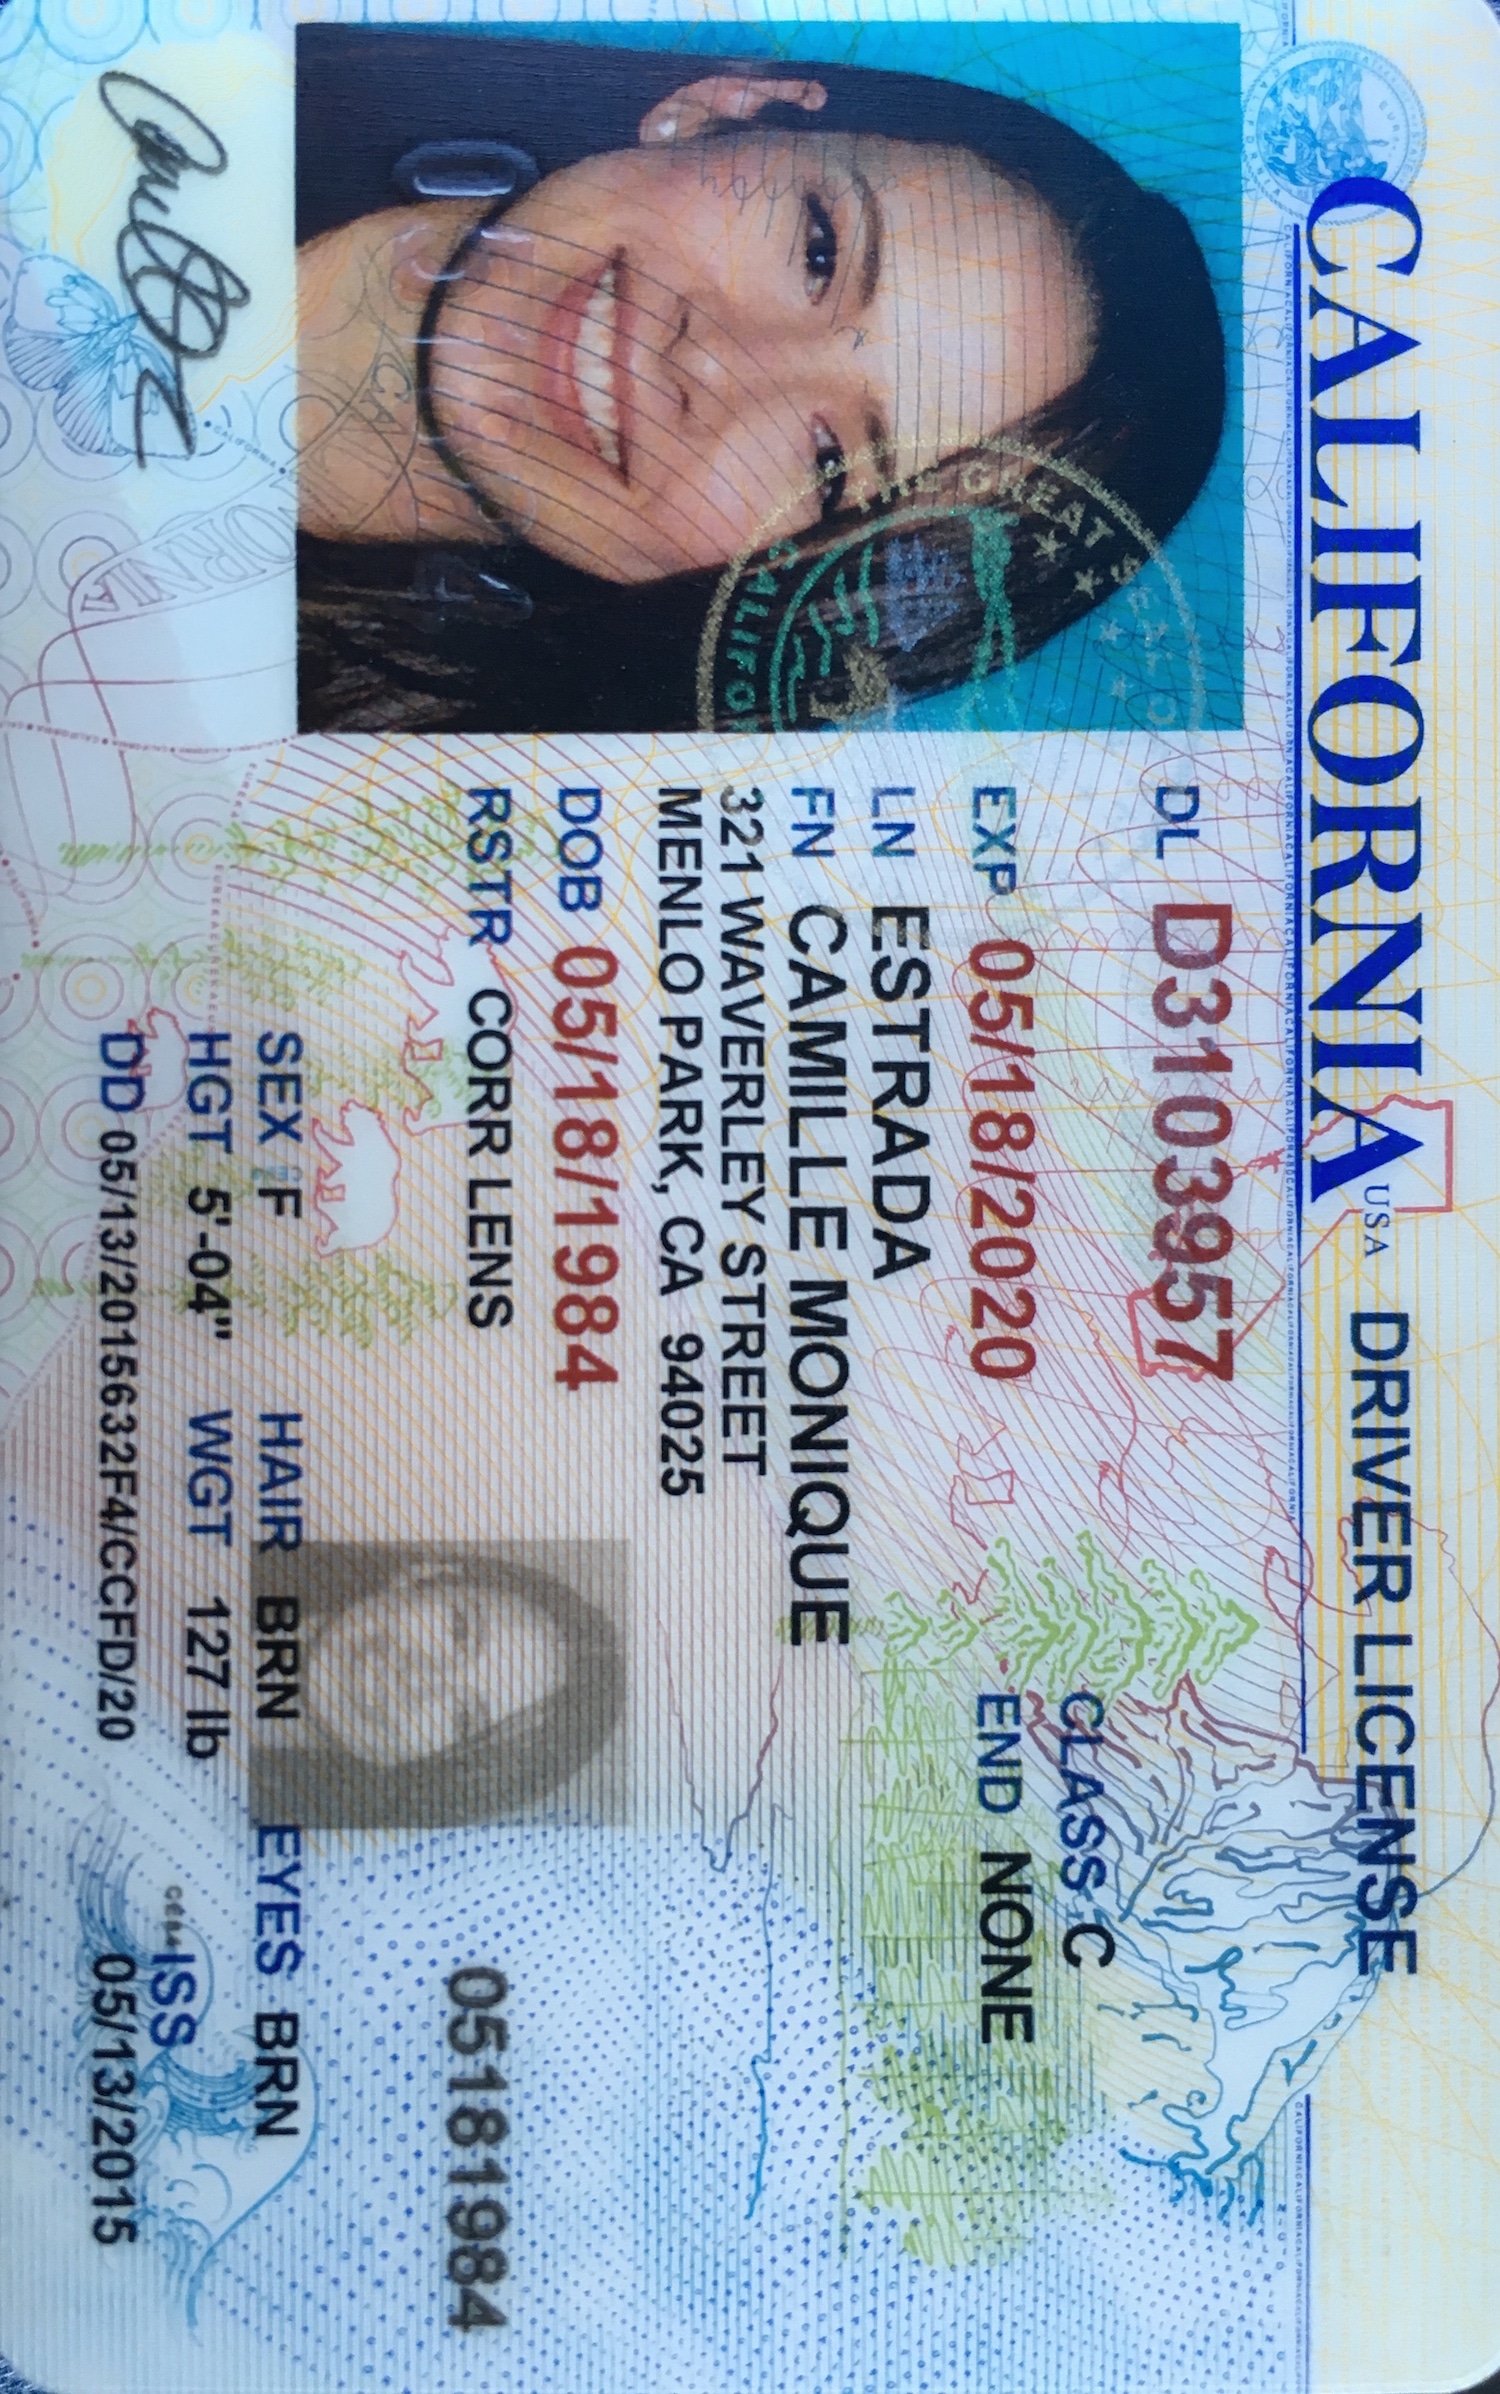 CALIFORNIA USA DRIVER LICENSE
DL D3103957
CLASS C
EXP 05/18/2020
END NONE
LN ESTRADA
FN CAMILLE MONIQUE
321 WAVERLEY STREET
MENLO PARK, CA 94025
DOB 05/18/1984
RSTR CORR LENS
05181984
SEX F HAIR BRN EYES BRN
HGT 5'-04" WGT 127 lb
ISS
DD 05/13/2015632F4/CCFD/20 05/13/2015